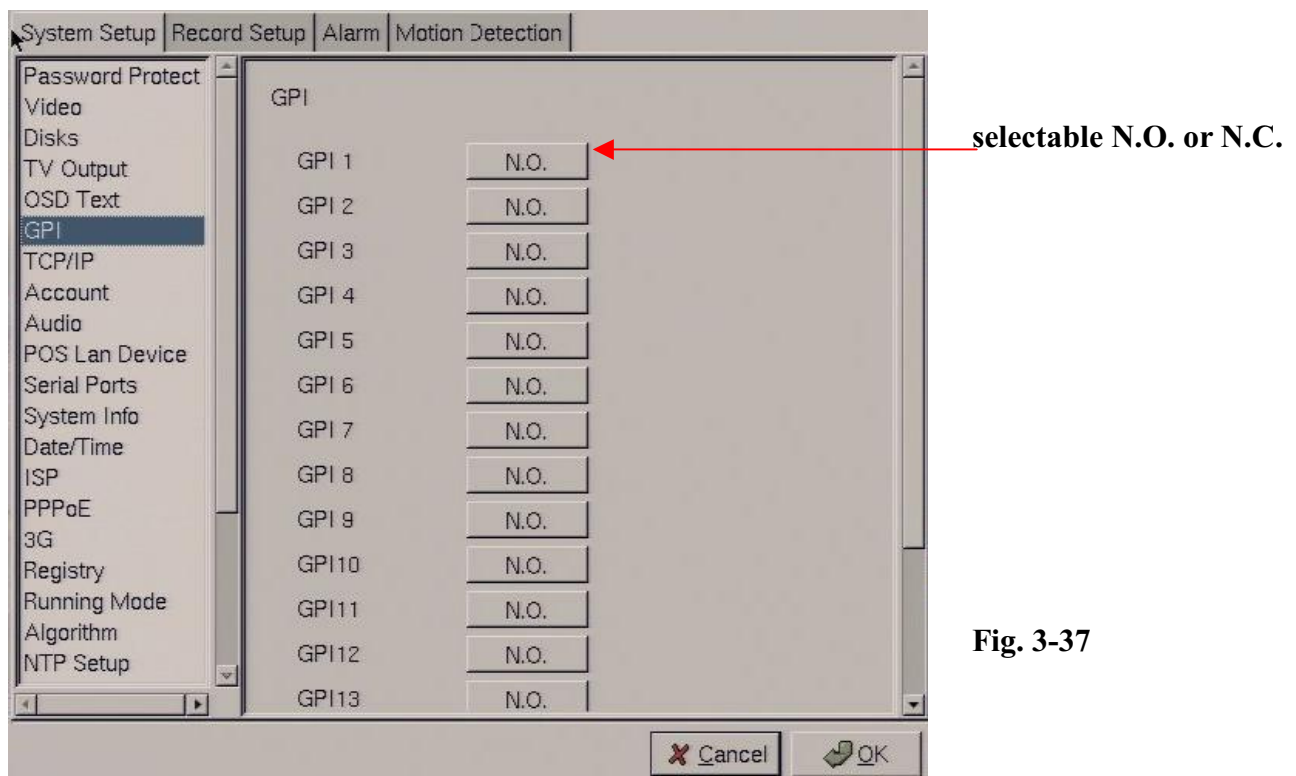 System Setup Record Setup Alarm Motion Detection
Password Protect
Video
Disks
TV Output
OSD Text
GPI
TCP/IP
Account
Audio
POS Lan Device
Serial Ports
System Info
Date/Time
ISP
PPPoE
3G
Registry
Running Mode
Algorithm
NTP Setup
GPI
GPI 1 N.O.
GPI 2 N.O.
GPI 3 N.O.
GPI 4 N.O.
GPI 5 N.O.
GPI 6 N.O.
GPI 7 N.O.
GPI 8 N.O.
GPI 9 N.O.
GPI10 N.O.
GPI11 N.O.
GPI12 N.O.
GPI13 N.O.
Cancel OK
selectable N.O. or N.C.
Fig. 3-37